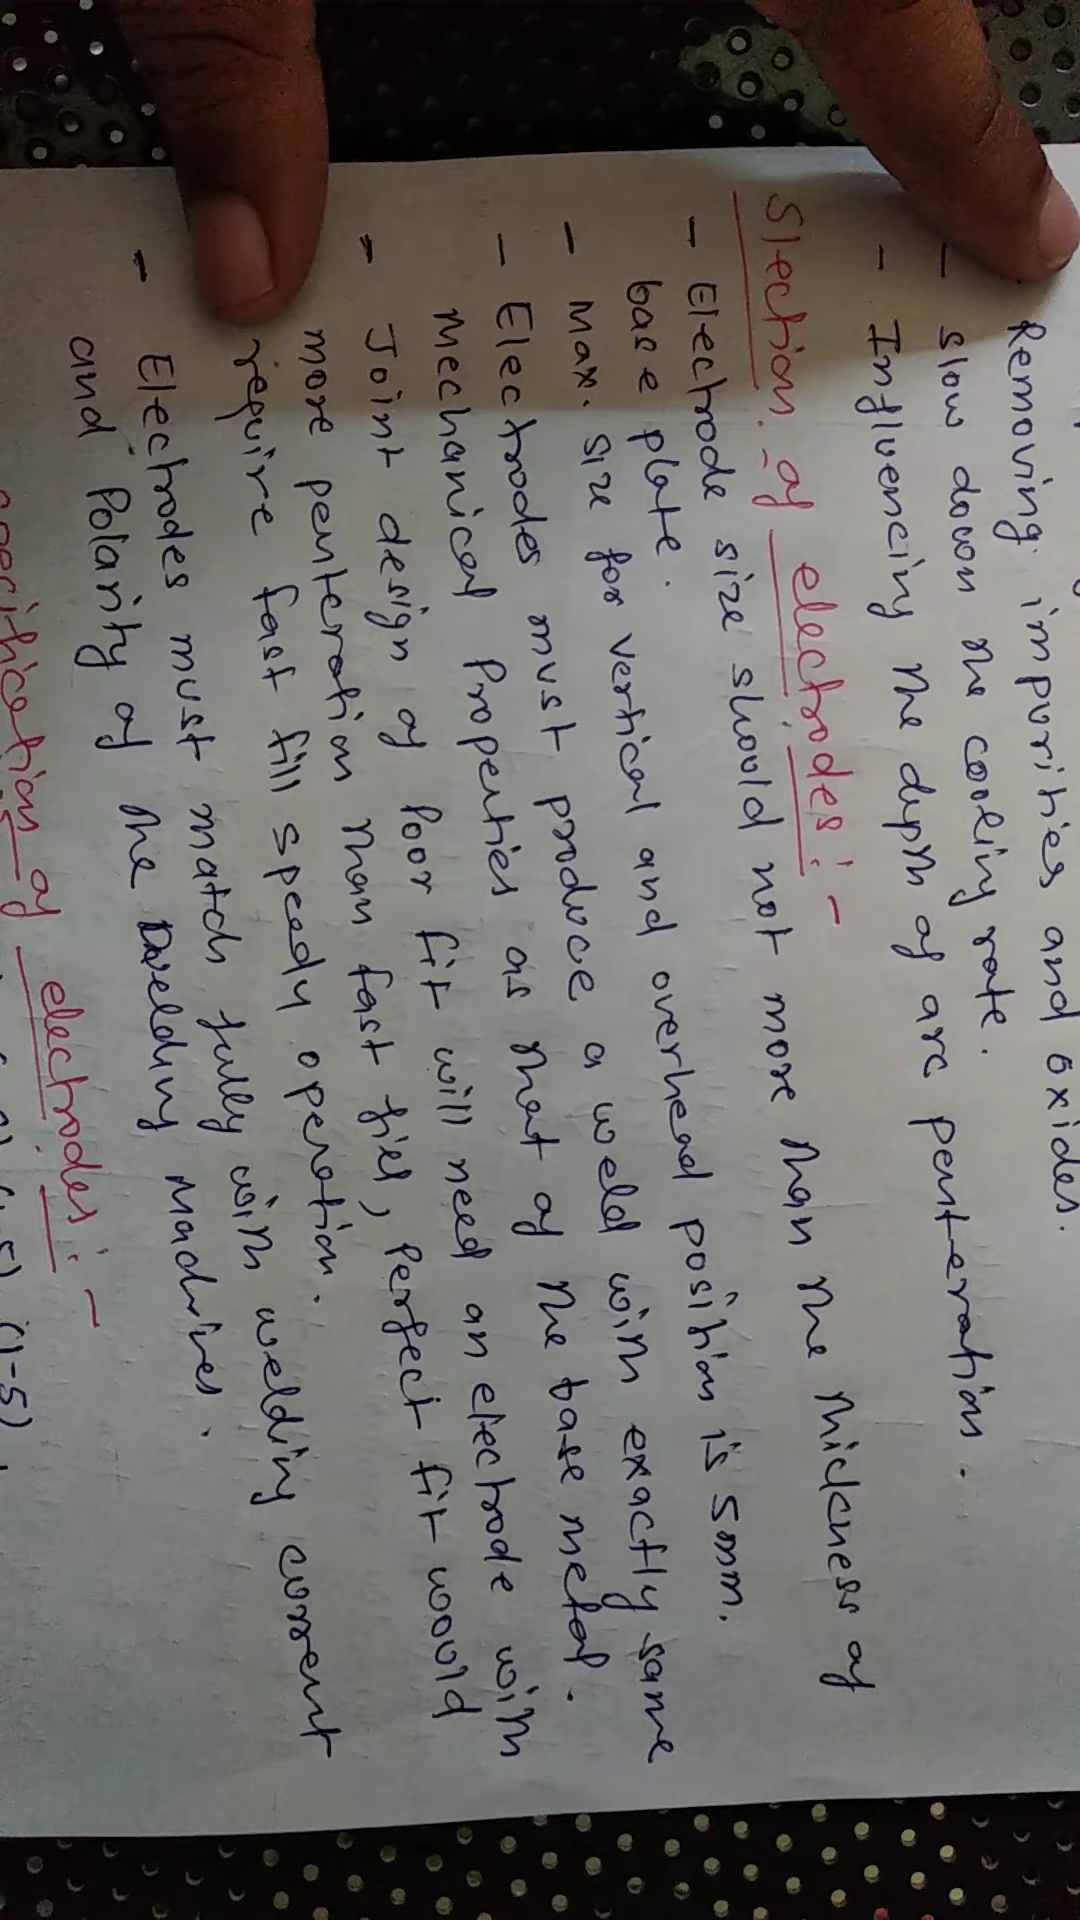 Removing impurities and oxides.
- slow down the cooling rate.
- Influencing the depth of arc penteration.
Slection of electrodes:-
- Electrode size should not more than the thickness of
base plate.
- Max. size for vertical and overhead position is 5mm.
- Electrodes must produce a weld with exactly same
mechanical Properties as that of the base metal.
- Joint design of Poor fit will need an electrode with
more penteration than fast fill, Perfect fit would
require fast fill speedy operation.
- Electrodes must match fully with welding current
and Polarity of the welding machines.
of electrodes:-